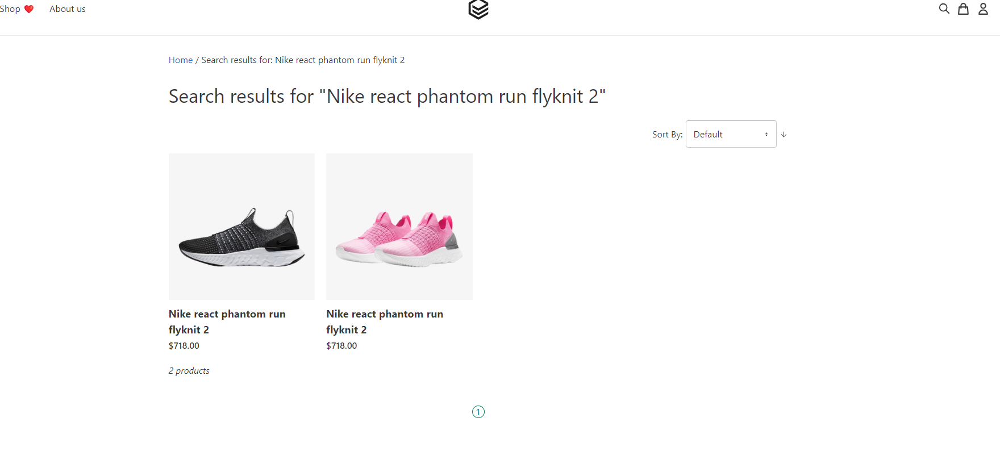 Shop ❤️ About us
Home / Search results for: Nike react phantom run flyknit 2
Search results for "Nike react phantom run flyknit 2"
Sort By: Default
Nike react phantom run
flyknit 2
$718.00
Nike react phantom run
flyknit 2
$718.00
2 products
1